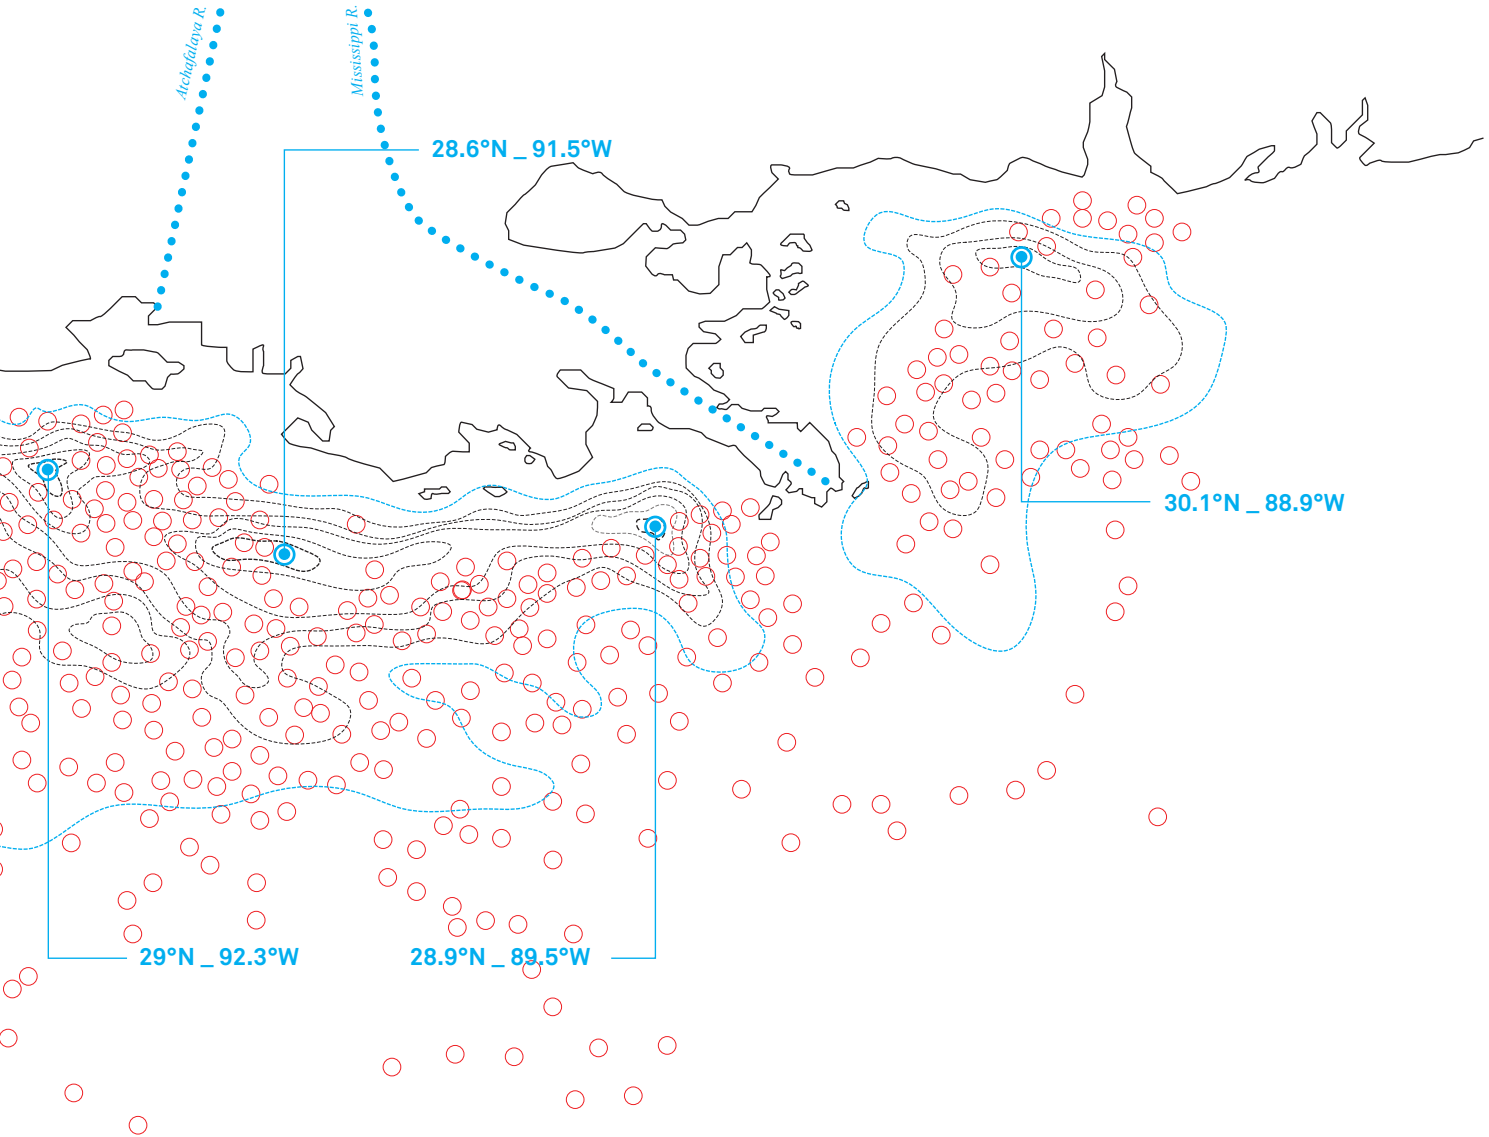 Atchafalaya R.
Mississippi R.
28.6°N _ 91.5°W
30.1°N _ 88.9°W
29°N _ 92.3°W
28.9°N _ 89.5°W